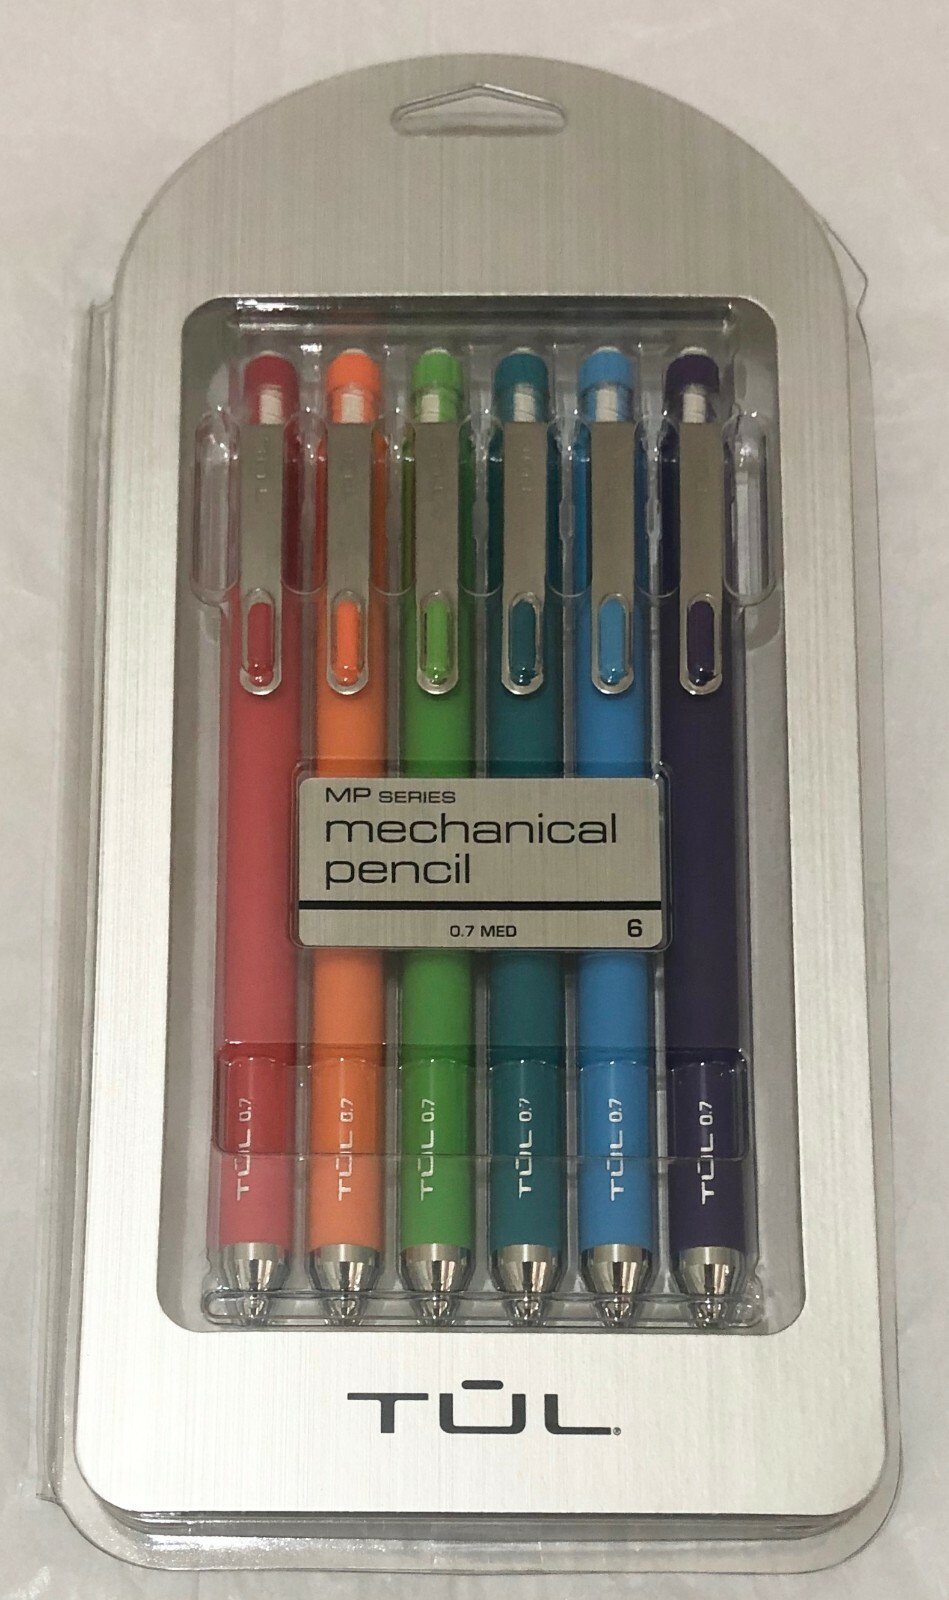 MP SERIES
mechanical
pencil
0.7 MED 6
TŪL 0.7
TŪL 0.7
TŪL 0.7
TŪL 0.7
TŪL 0.7
TŪL 0.7
TŪL®